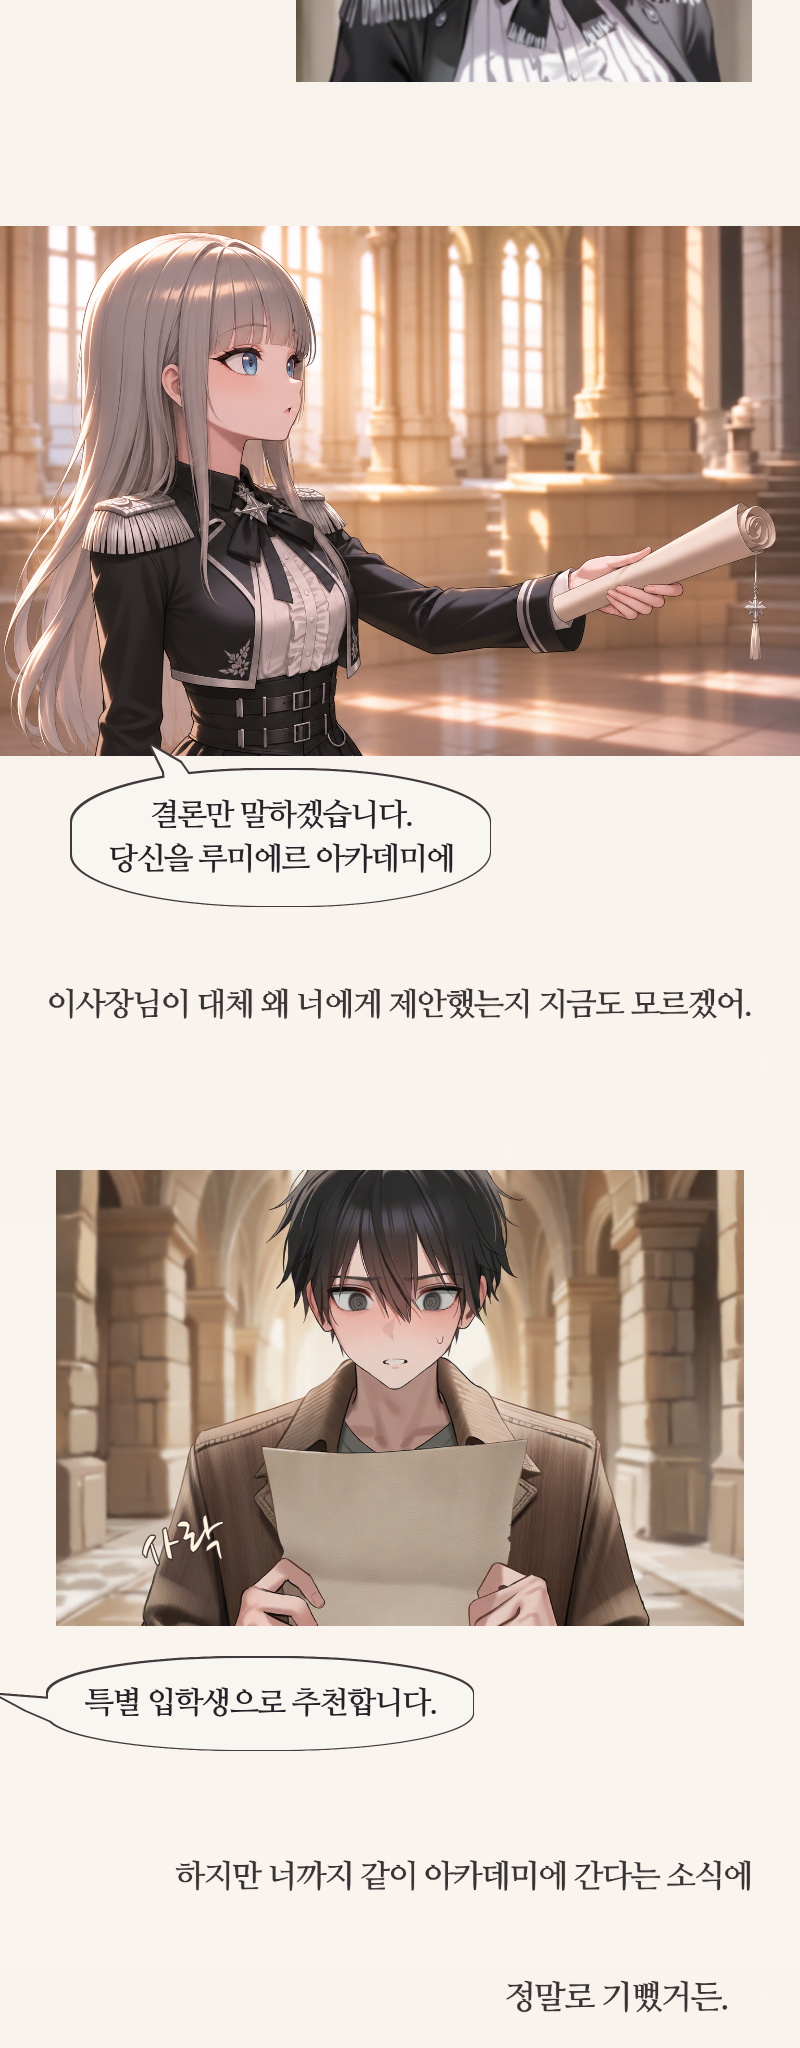 결론만 말하겠습니다.
당신을 루미에르 아카데미에
이사장님이 대체 왜 너에게 제안했는지 지금도 모르겠어.
사락
특별 입학생으로 추천합니다.
하지만 너까지 같이 아카데미에 간다는 소식에
정말로 기뻤거든.